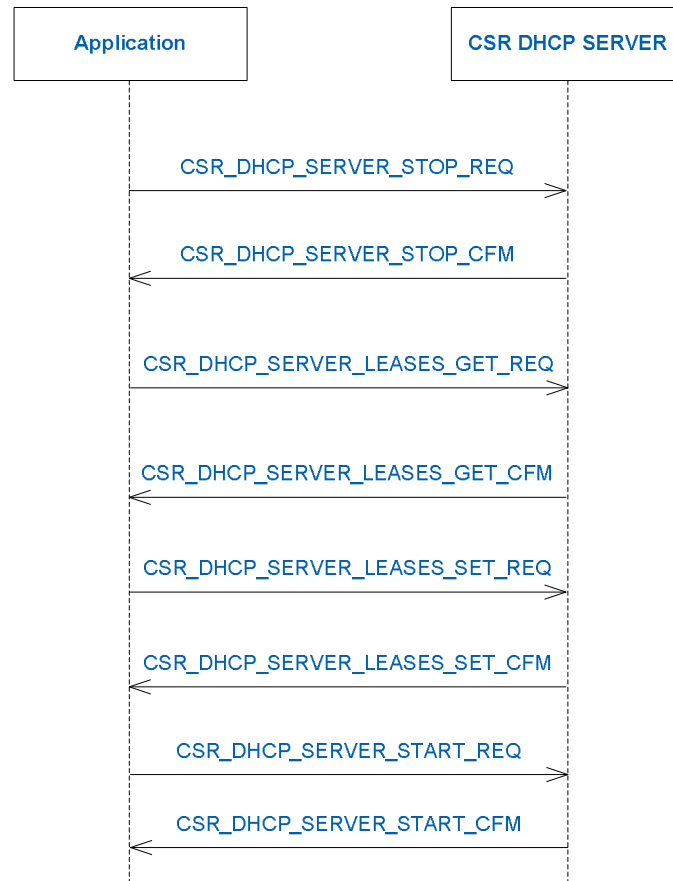 Application
CSR DHCP SERVER
CSR_DHCP_SERVER_STOP_REQ
CSR_DHCP_SERVER_STOP_CFM
CSR_DHCP_SERVER_LEASES_GET_REQ
CSR_DHCP_SERVER_LEASES_GET_CFM
CSR_DHCP_SERVER_LEASES_SET_REQ
CSR_DHCP_SERVER_LEASES_SET_CFM
CSR_DHCP_SERVER_START_REQ
CSR_DHCP_SERVER_START_CFM